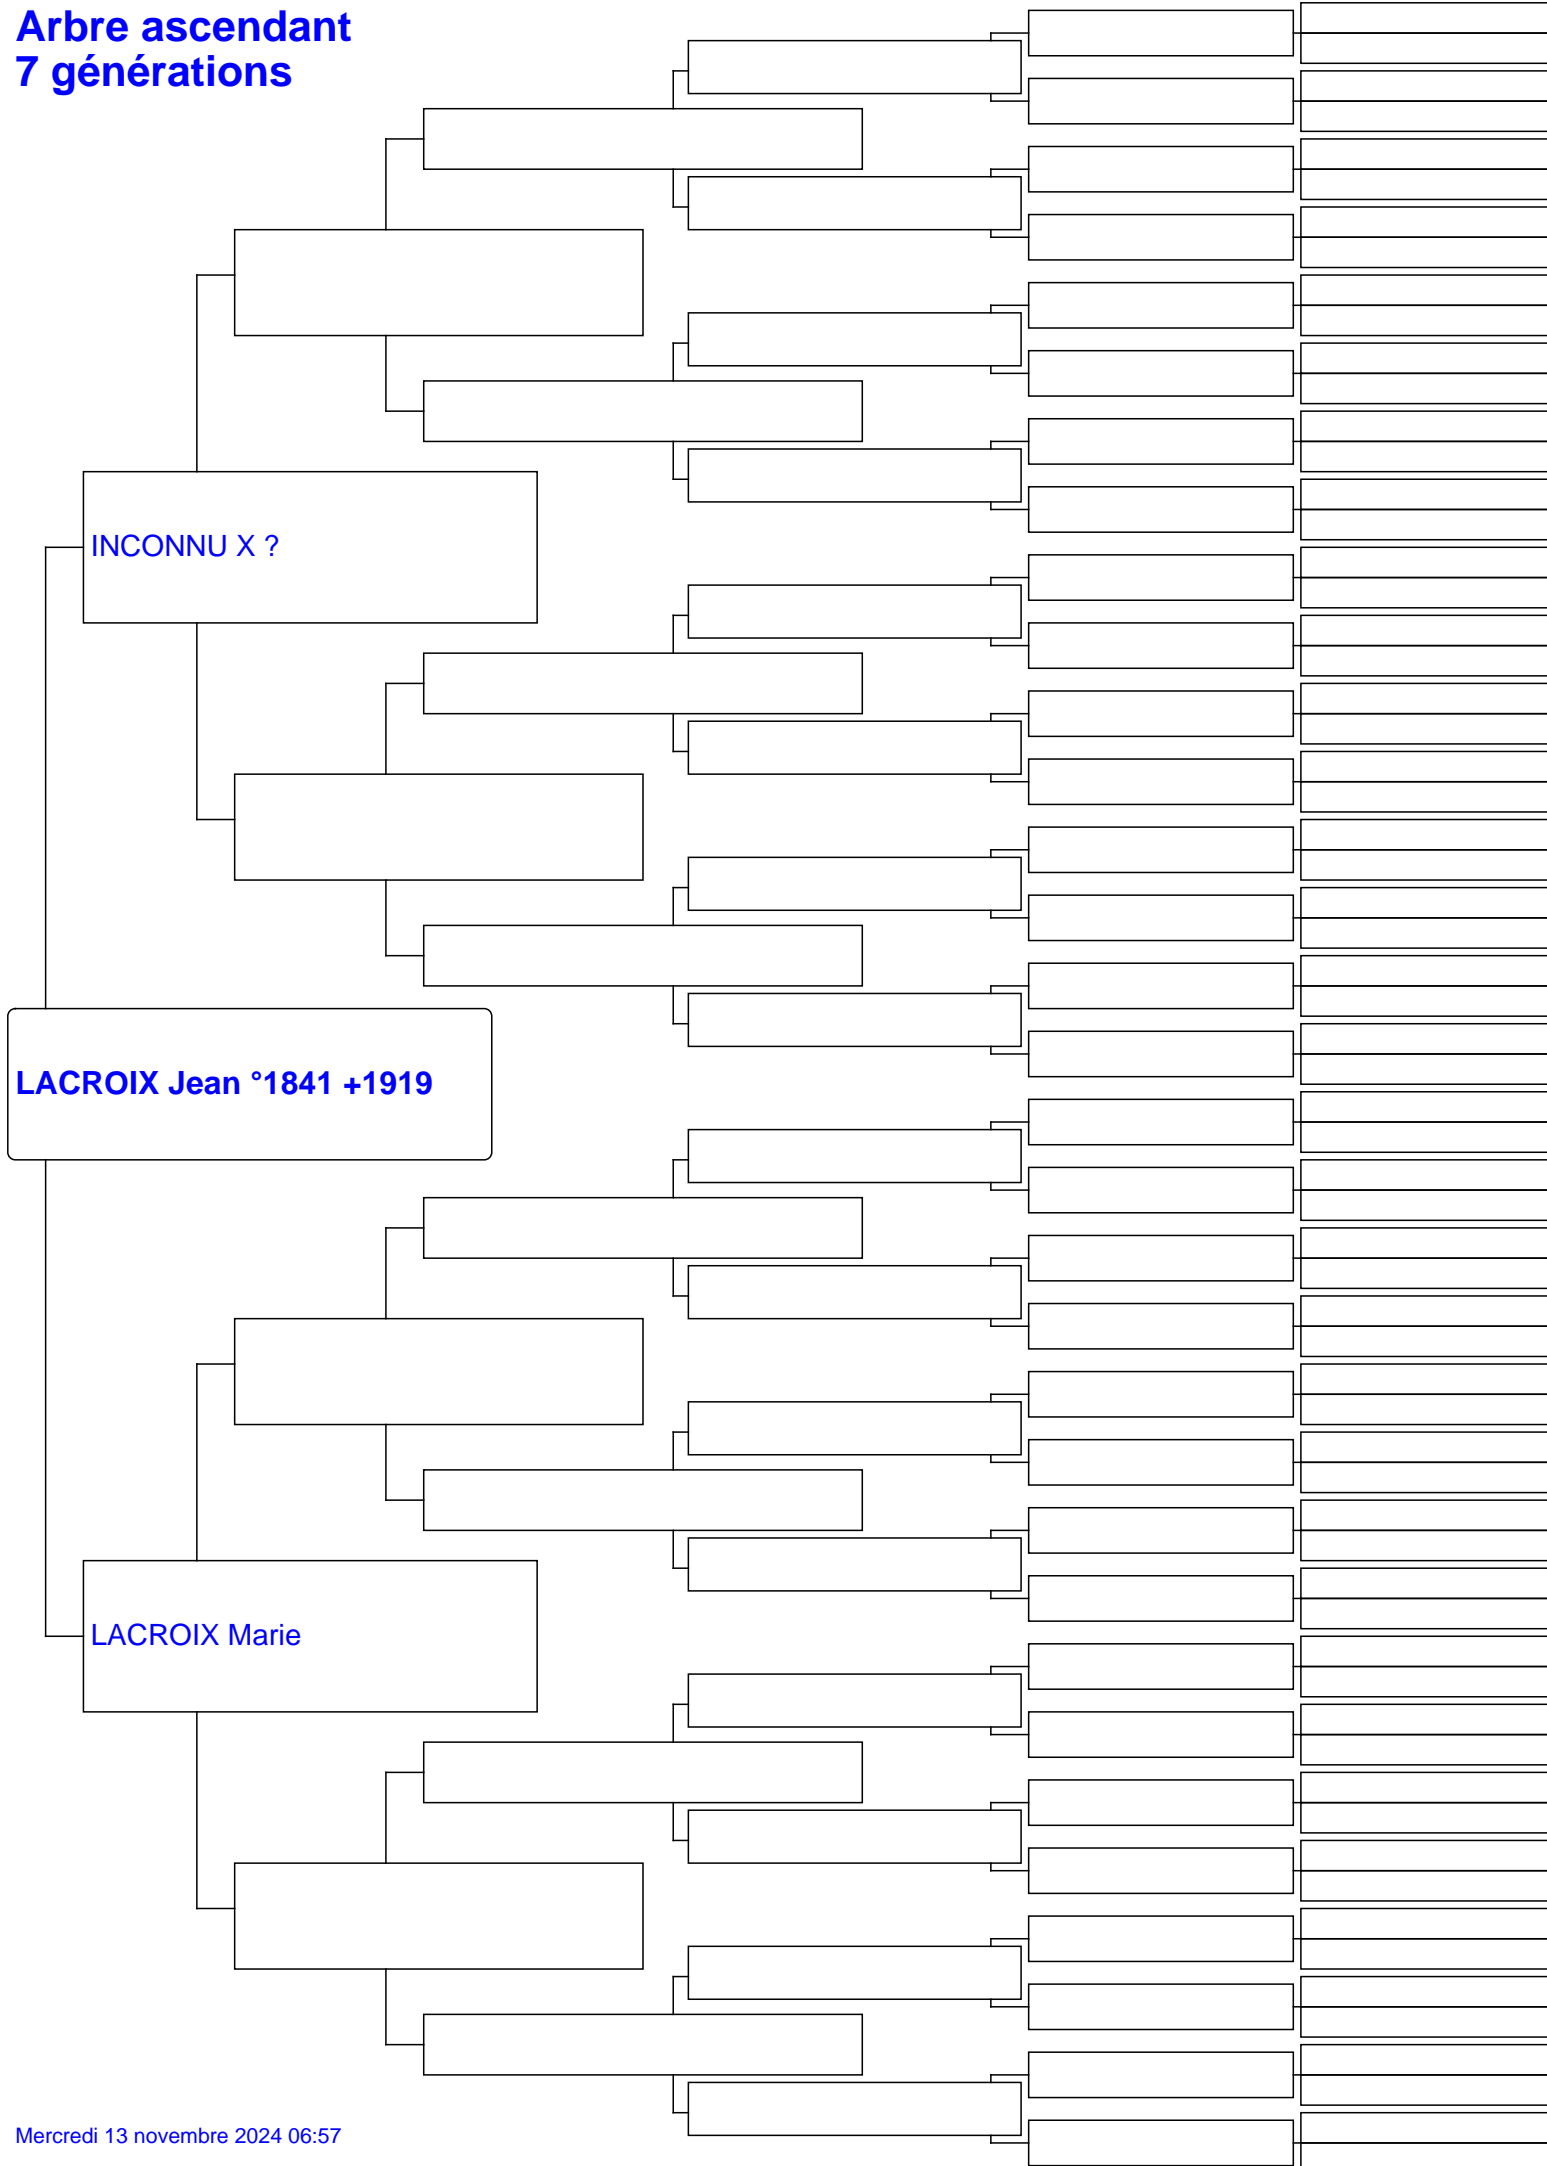 Arbre ascendant
7 générations
INCONNU X ?
LACROIX Jean °1841 +1919
LACROIX Marie
Mercredi 13 novembre 2024 06:57